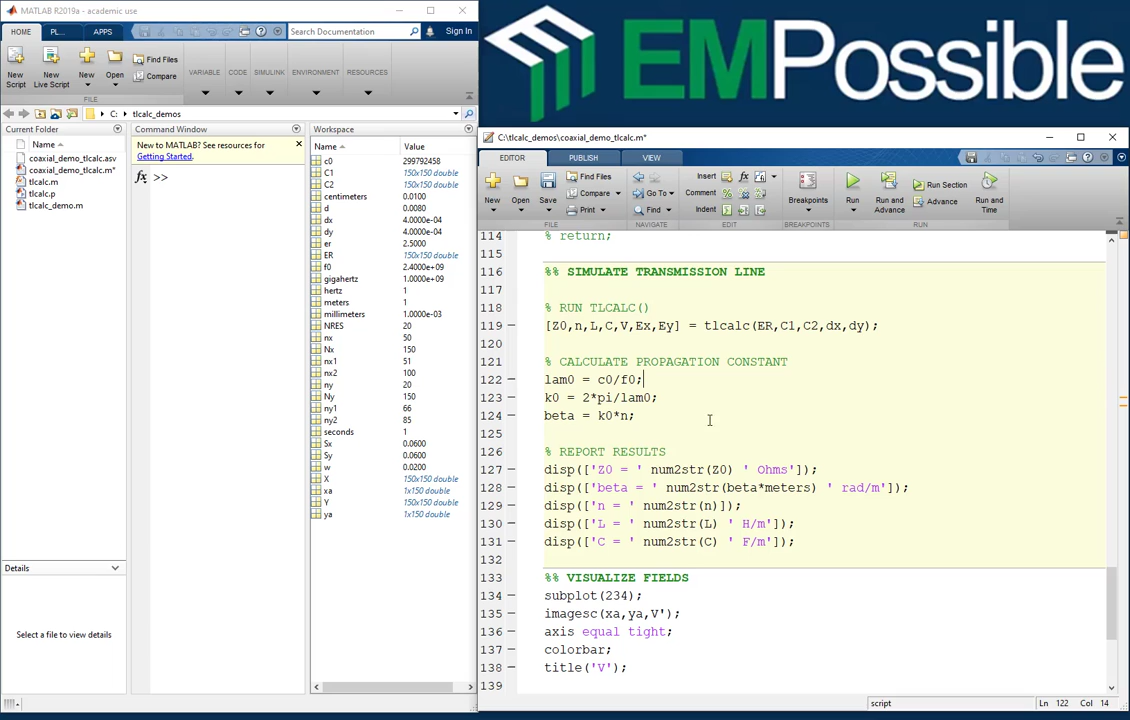 MATLAB R2019a - academic use
HOME
PL...
APPS
Search Documentation
Sign In
New Script
New Live Script
New
Open
Find Files
Compare
VARIABLE
CODE
SIMULINK
ENVIRONMENT
RESOURCES
FILE
C:
tlcalc_demos
Current Folder
Name
coaxial_demo_tlcalc.asv
coaxial_demo_tlcalc.m*
tlcalc.m
tlcalc.p
tlcalc_demo.m
Details
Select a file to view details
Command Window
New to MATLAB? See resources for Getting Started.
fx >>
Workspace
Name Value
c0 299792458
C1 150x150 double
C2 150x150 double
centimeters 0.0100
d 0.0080
dx 4.0000e-04
dy 4.0000e-04
er 2.5000
ER 150x150 double
f0 2.4000e+09
gigahertz 1.0000e+09
hertz 1
meters 1
millimeters 1.0000e-03
NRES 20
nx 50
Nx 150
nx1 51
nx2 100
ny 20
Ny 150
ny1 66
ny2 85
seconds 1
Sx 0.0600
Sy 0.0600
w 0.0200
X 150x150 double
xa 1x150 double
Y 150x150 double
ya 1x150 double
EMPossible
C:\tlcalc_demos\coaxial_demo_tlcalc.m*
EDITOR
PUBLISH
VIEW
New
Open
Save
Find Files
Compare
Print
Go To
Find
Insert
fx
Comment
%
Indent
Breakpoints
Run
Run and Advance
Run Section
Advance
Run and Time
FILE
NAVIGATE
EDIT
BREAKPOINTS
RUN
114 % return;
115
116 %% SIMULATE TRANSMISSION LINE
117
118 % RUN TLCALC()
119 [Z0,n,L,C,V,Ex,Ey] = tlcalc(ER,C1,C2,dx,dy);
120
121 % CALCULATE PROPAGATION CONSTANT
122 lam0 = c0/f0;
123 k0 = 2*pi/lam0;
124 beta = k0*n;
125
126 % REPORT RESULTS
127 disp(['Z0 = ' num2str(Z0) ' Ohms']);
128 disp(['beta = ' num2str(beta*meters) ' rad/m']);
129 disp(['n = ' num2str(n)]);
130 disp(['L = ' num2str(L) ' H/m']);
131 disp(['C = ' num2str(C) ' F/m']);
132
133 %% VISUALIZE FIELDS
134 subplot(234);
135 imagesc(xa,ya,V');
136 axis equal tight;
137 colorbar;
138 title('V');
139
script
Ln 122 Col 14